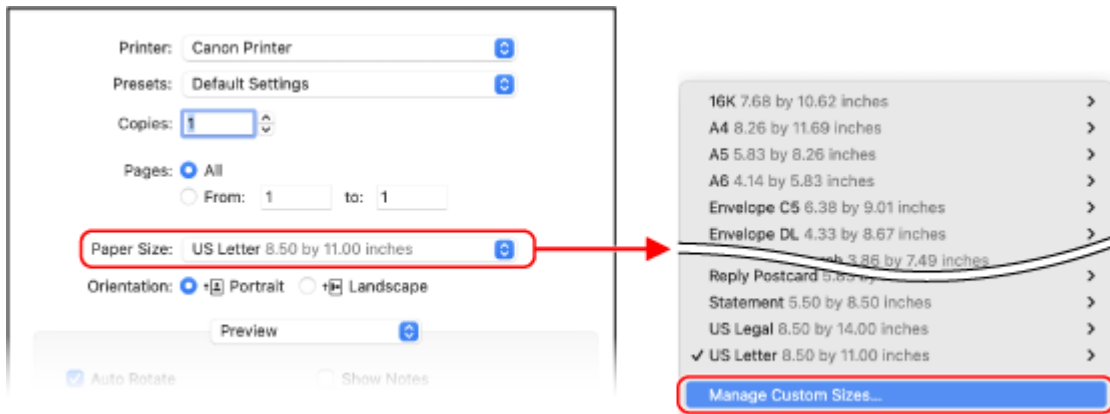 Printer: Canon Printer
Presets: Default Settings
Copies: 1
Pages: All
From: 1 to: 1
Paper Size: US Letter 8.50 by 11.00 inches
Orientation: Portrait Landscape
Preview
Auto Rotate Show Notes
16K 7.68 by 10.62 inches
A4 8.26 by 11.69 inches
A5 5.83 by 8.26 inches
A6 4.14 by 5.83 inches
Envelope C5 6.38 by 9.01 inches
Envelope DL 4.33 by 8.67 inches
3.86 by 7.49 inches
Reply Postcard
Statement 5.50 by 8.50 inches
US Legal 8.50 by 14.00 inches
US Letter 8.50 by 11.00 inches
Manage Custom Sizes...